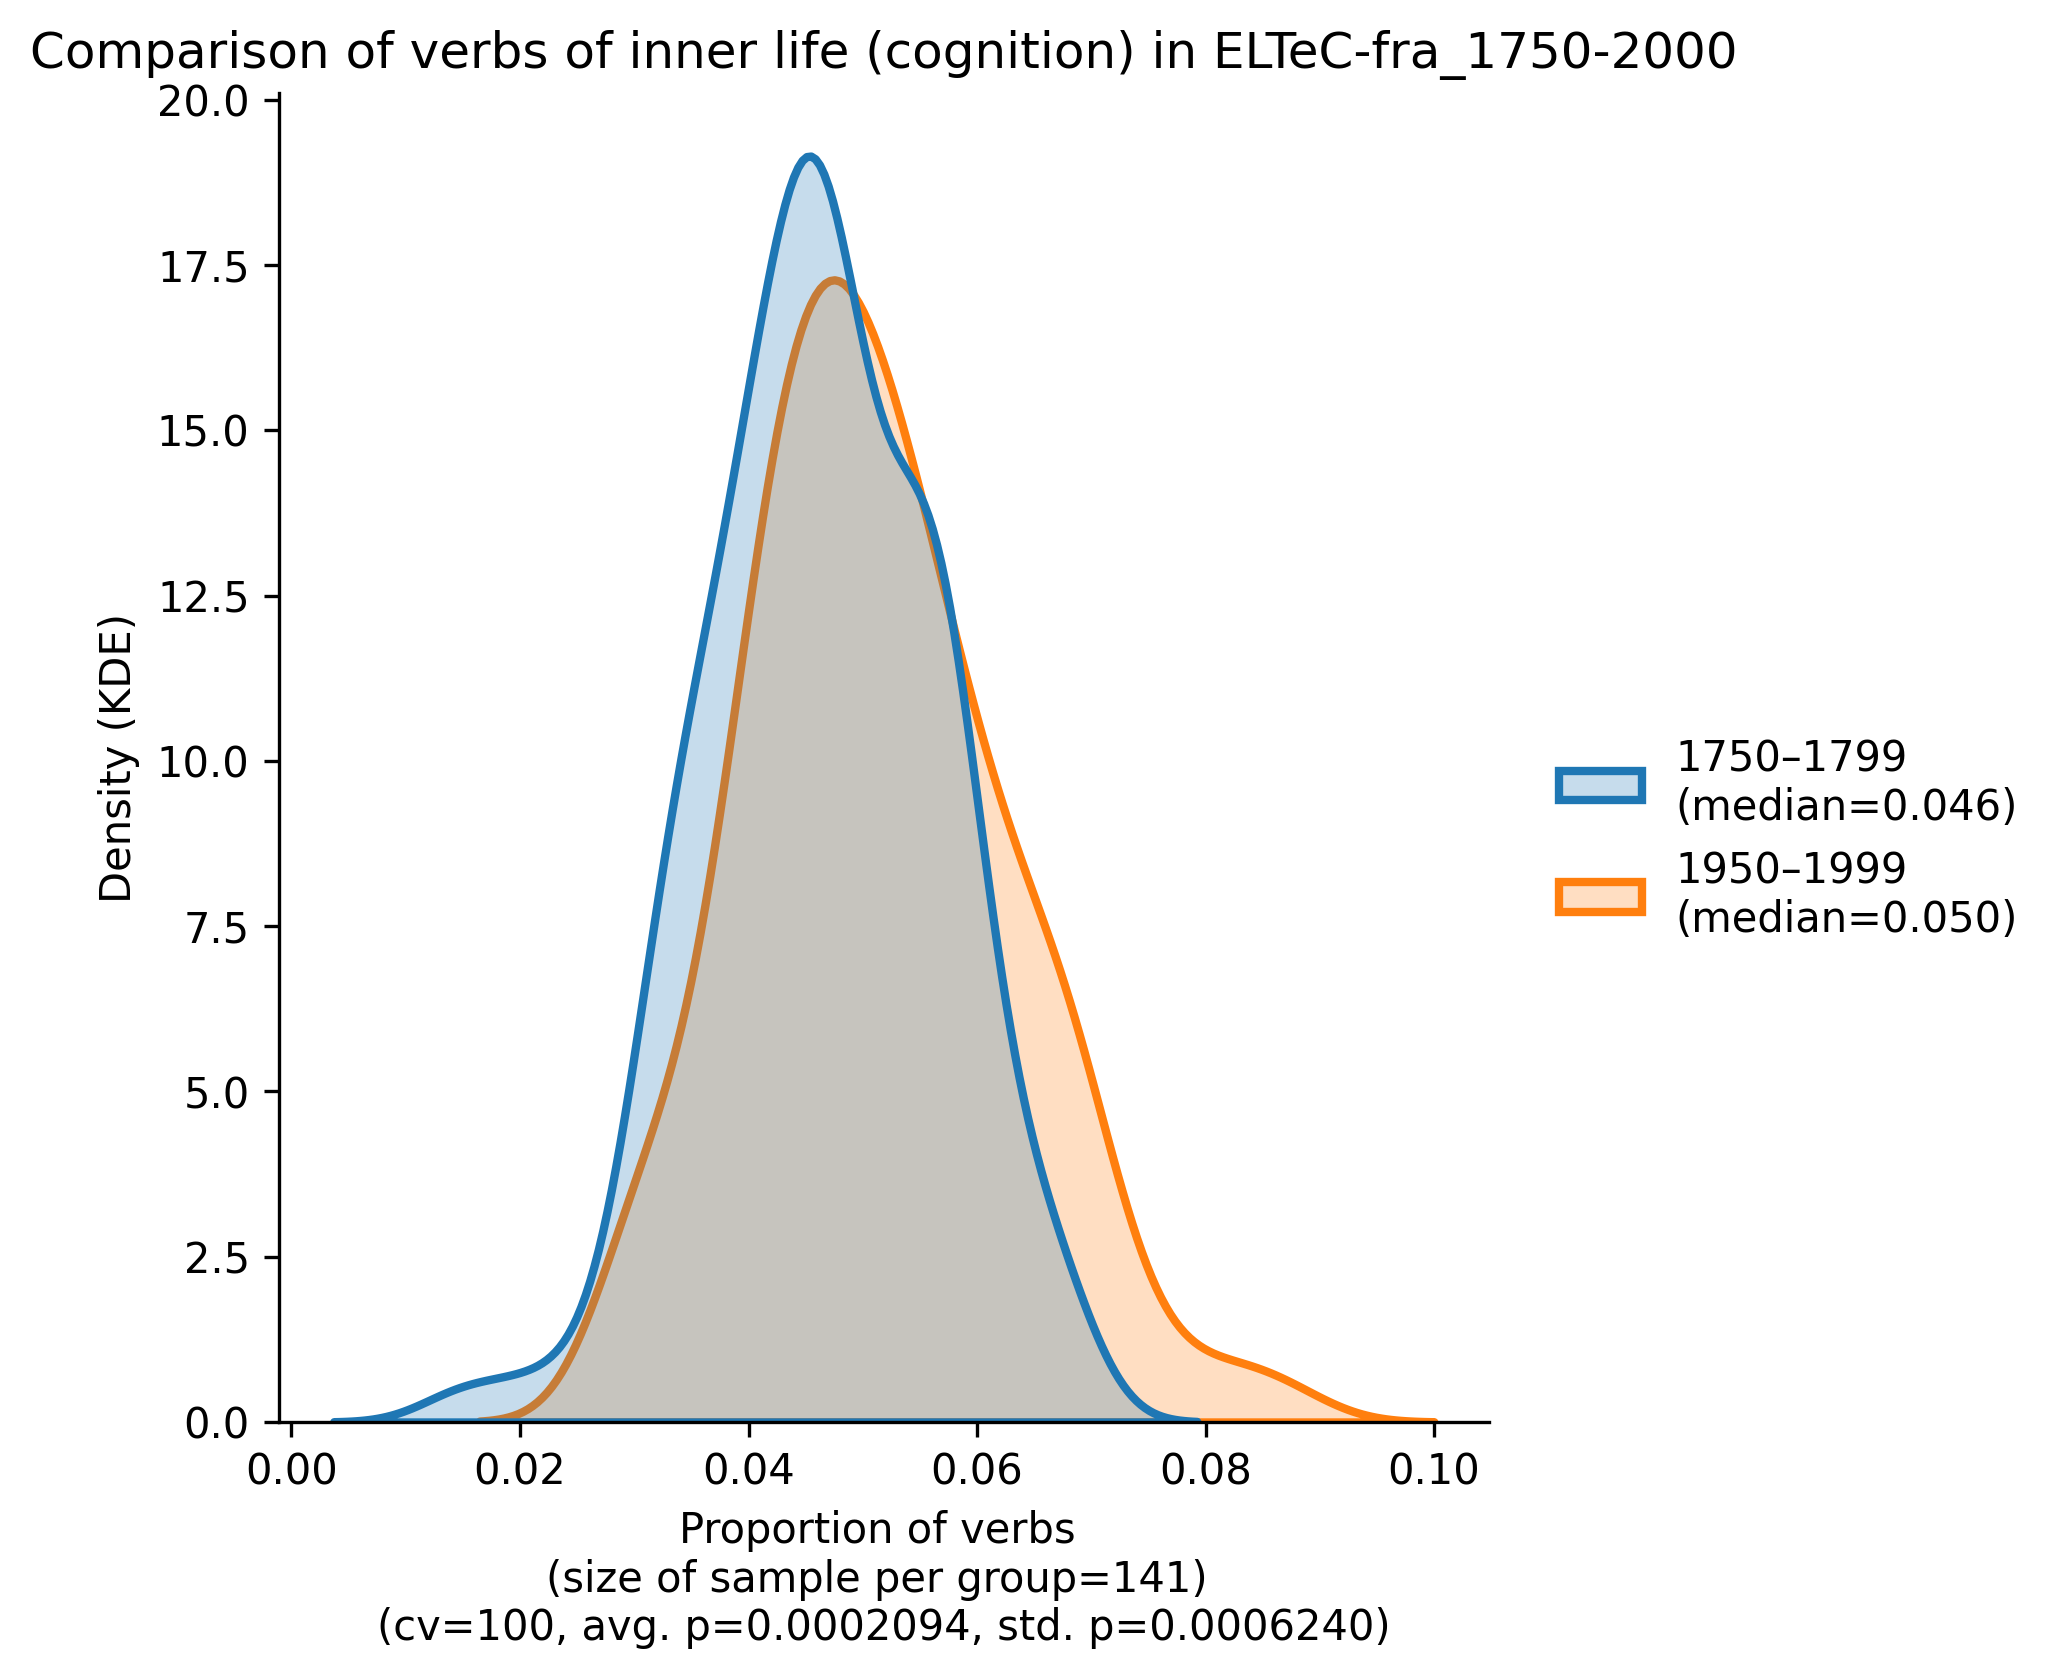 Comparison of verbs of inner life (cognition) in ELTeC-fra_1750-2000
20.0
17.5
15.0
12.5
10.0
7.5
5.0
2.5
0.0
Density (KDE)
0.00 0.02 0.04 0.06 0.08 0.10
Proportion of verbs
(size of sample per group=141)
(cv=100, avg. p=0.0002094, std. p=0.0006240)
1750–1799
(median=0.046)
1950–1999
(median=0.050)